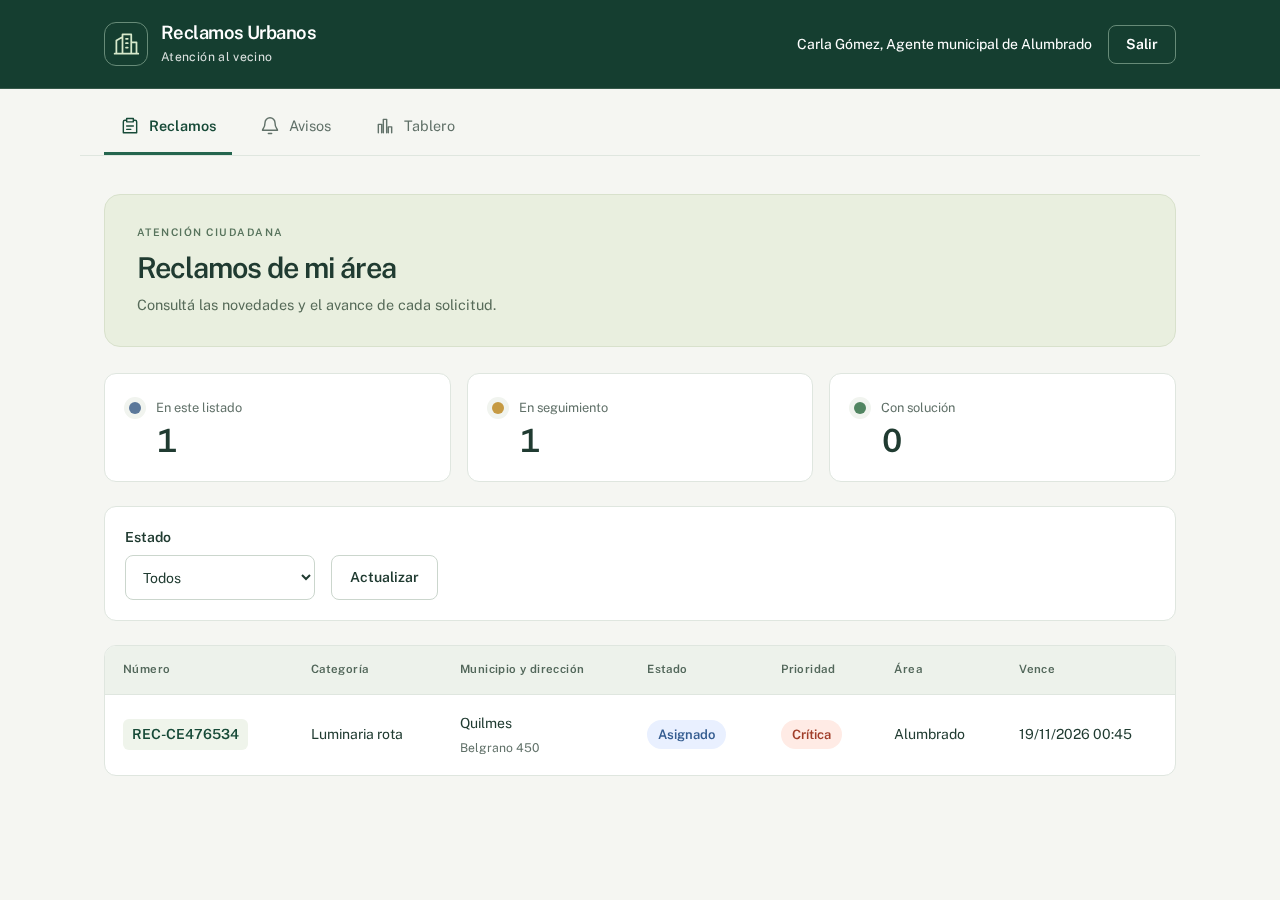 Reclamos Urbanos
Atención al vecino
Carla Gómez, Agente municipal de Alumbrado
Salir
Reclamos
Avisos
Tablero
ATENCIÓN CIUDADANA
Reclamos de mi área
Consultá las novedades y el avance de cada solicitud.
En este listado
1
En seguimiento
1
Con solución
0
Estado
Todos
Actualizar
Número
Categoría
Municipio y dirección
Estado
Prioridad
Área
Vence
REC-CE476534
Luminaria rota
Quilmes
Belgrano 450
Asignado
Crítica
Alumbrado
19/11/2026 00:45